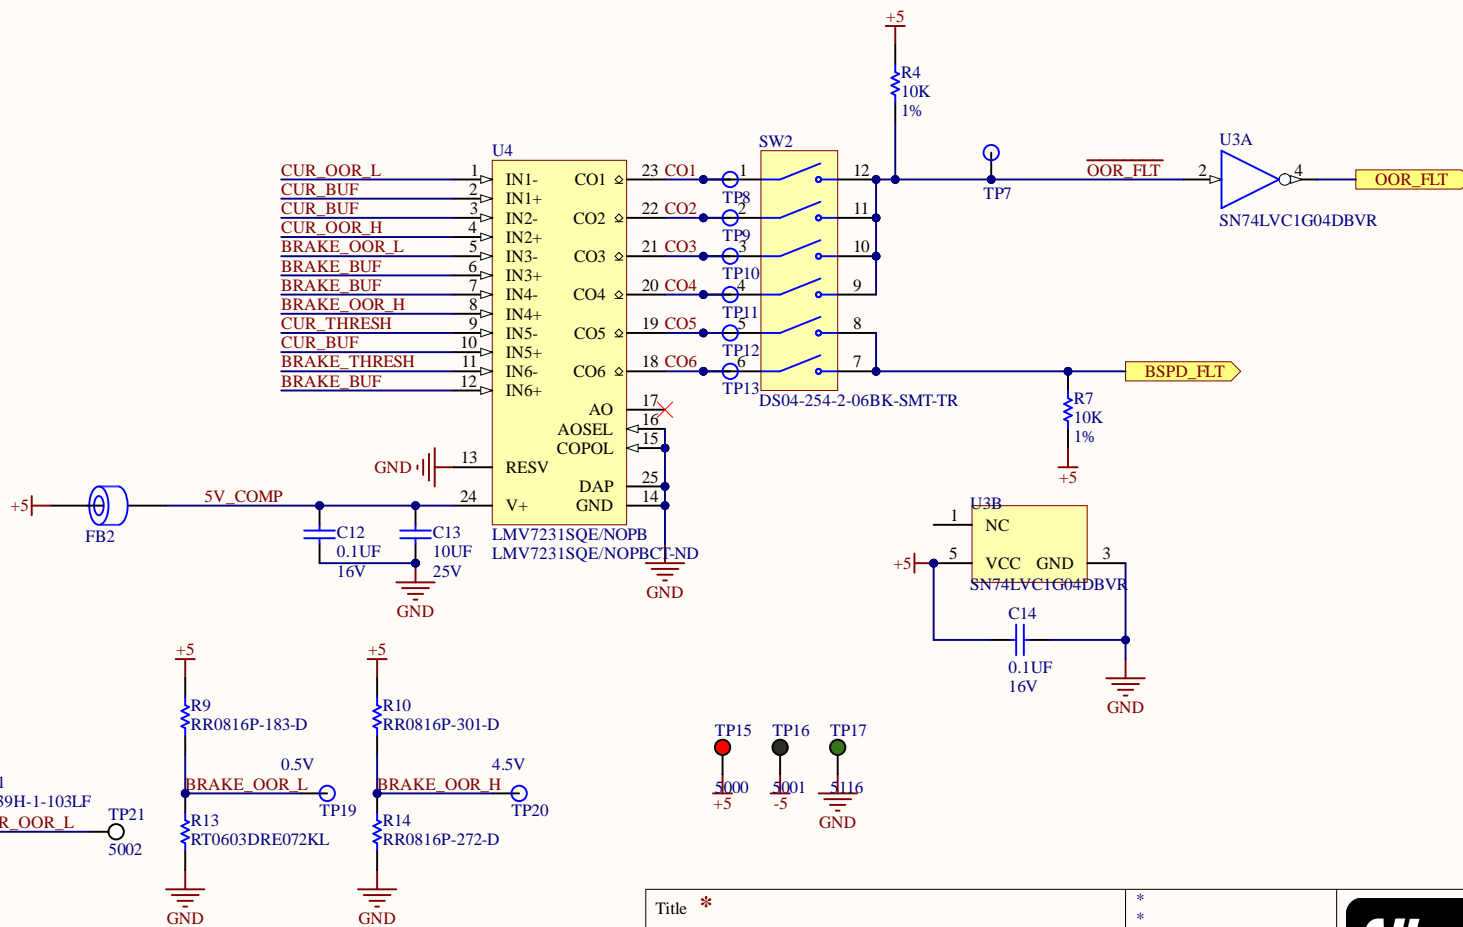 +5
R4
10K
1%
U4
SW2
U3A
CUR_OOR_L 1 IN1- CO1 23 CO1 1 12 OOR_FLT 2 4 OOR_FLT
TP8
TP7
CUR_BUF 2 IN1+
CUR_BUF 3 IN2- CO2 22 CO2 2 11
SN74LVC1G04DBVR
TP9
CUR_OOR_H 4 IN2+
BRAKE_OOR_L 5 IN3- CO3 21 CO3 3 10
TP10
BRAKE_BUF 6 IN3+
BRAKE_BUF 7 IN4- CO4 20 CO4 4 9
TP11
BRAKE_OOR_H 8 IN4+
CUR_THRESH 9 IN5- CO5 19 CO5 5 8
TP12
CUR_BUF 10 IN5+
BRAKE_THRESH 11 IN6- CO6 18 CO6 6 7 BSPD_FLT
TP13
BRAKE_BUF 12 IN6+
DS04-254-2-06BK-SMT-TR
R7
10K
1%
+5
AO 17
AOSEL 16
COPOL 15
GND 13 RESV
DAP 25
+5 5V_COMP 24 V+ GND 14
FB2
C12
0.1UF
16V
C13
10UF
25V
GND
LMV7231SQE/NOPB
LMV7231SQE/NOPBCT-ND
GND
U3B
1 NC
+5 5 VCC GND 3
SN74LVC1G04DBVR
C14
0.1UF
16V
GND
+5
R9
RR0816P-183-D
0.5V
BRAKE_OOR_L
TP19
R13
RT0603DRE072KL
GND
+5
R10
RR0816P-301-D
4.5V
BRAKE_OOR_H
TP20
R14
RR0816P-272-D
GND
TP15 TP16 TP17
5000 5001 5116
+5 -5
GND
39H-1-103LF
R_OOR_L
TP21
5002
Title *
*
*